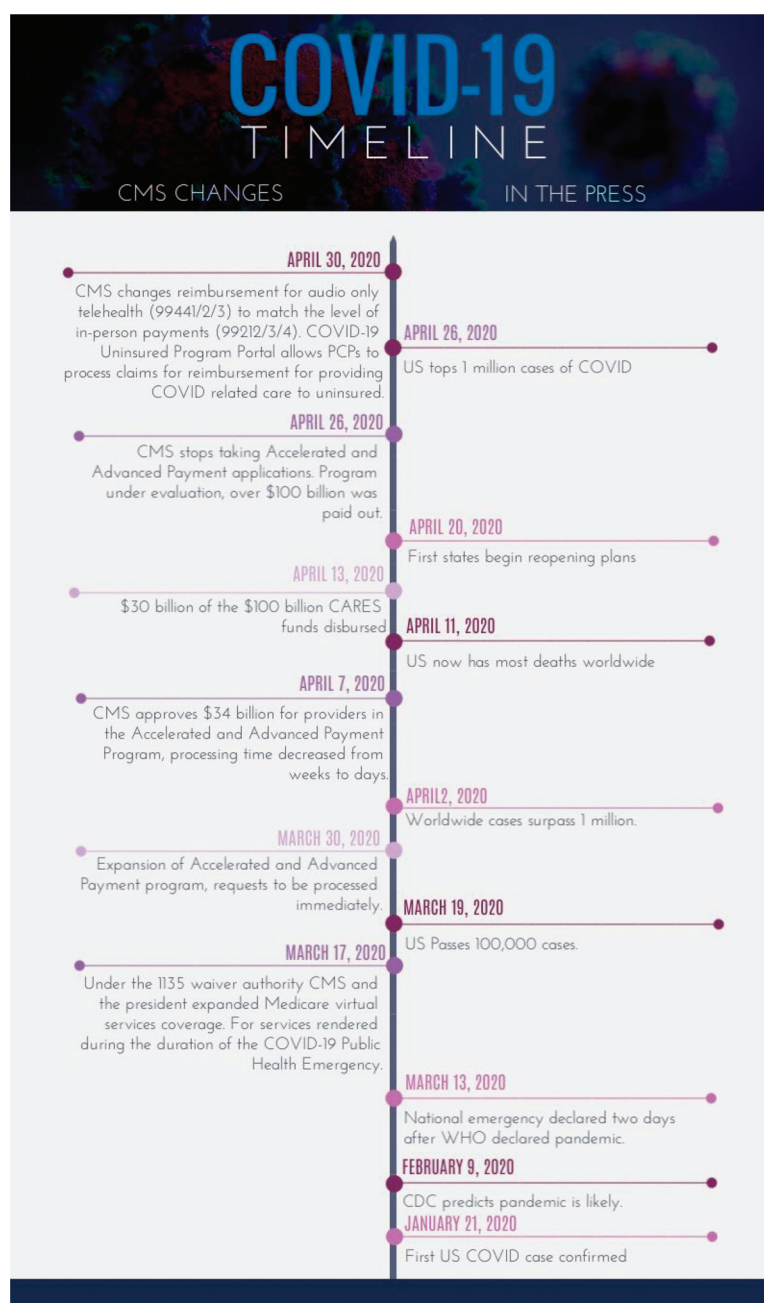 COVID-19
TIMELINE
CMS CHANGES
IN THE PRESS
APRIL 30, 2020
CMS changes reimbursement for audio only
telehealth (99441/2/3) to match the level of
in-person payments (99212/3/4). COVID-19
Uninsured Program Portal allows PCPs to
process claims for reimbursement for providing
COVID related care to uninsured.
APRIL 26, 2020
US tops 1 million cases of COVID
APRIL 26, 2020
CMS stops taking Accelerated and
Advanced Payment applications. Program
under evaluation, over $100 billion was
paid out.
APRIL 20, 2020
First states begin reopening plans
APRIL 13, 2020
$30 billion of the $100 billion CARES
funds disbursed
APRIL 11, 2020
US now has most deaths worldwide
APRIL 7, 2020
CMS approves $34 billion for providers in
the Accelerated and Advanced Payment
Program, processing time decreased from
weeks to days.
APRIL2, 2020
Worldwide cases surpass 1 million.
MARCH 30, 2020
Expansion of Accelerated and Advanced
Payment program, requests to be processed
immediately.
MARCH 19, 2020
US Passes 100,000 cases.
MARCH 17, 2020
Under the 1135 waiver authority CMS and
the president expanded Medicare virtual
services coverage. For services rendered
during the duration of the COVID-19 Public
Health Emergency.
MARCH 13, 2020
National emergency declared two days
after WHO declared pandemic.
FEBRUARY 9, 2020
CDC predicts pandemic is likely.
JANUARY 21, 2020
First US COVID case confirmed